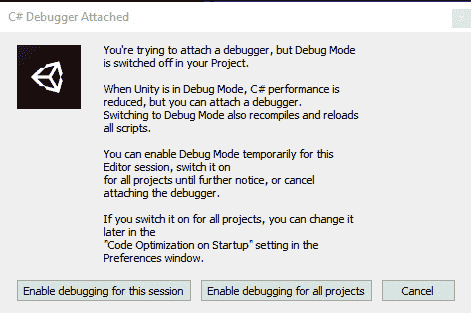 C# Debugger Attached
You're trying to attach a debugger, but Debug Mode
is switched off in your Project.
When Unity is in Debug Mode, C# performance is
reduced, but you can attach a debugger.
Switching to Debug Mode also recompiles and reloads
all scripts.
You can enable Debug Mode temporarily for this
Editor session, switch it on
for all projects until further notice, or cancel
attaching the debugger.
If you switch it on for all projects, you can change it
later in the
"Code Optimization on Startup" setting in the
Preferences window.
Enable debugging for this session Enable debugging for all projects Cancel